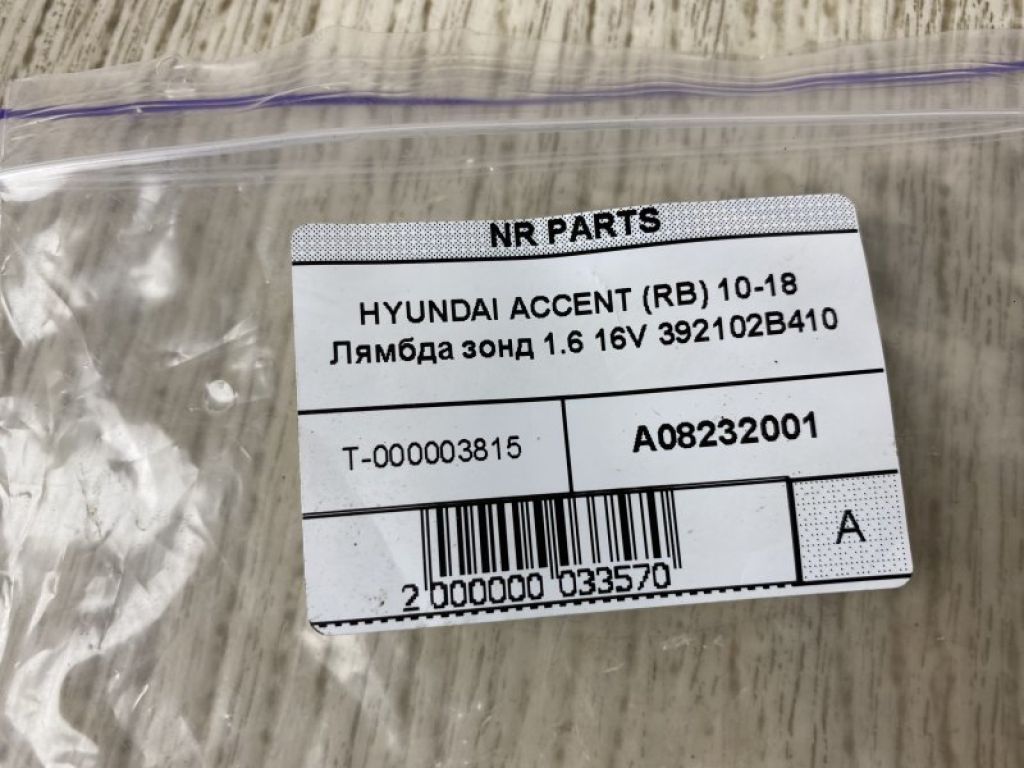 NR PARTS
HYUNDAI ACCENT (RB) 10-18
Лямбда зонд 1.6 16V 392102B410
T-000003815
A08232001
A
2 000000 033570